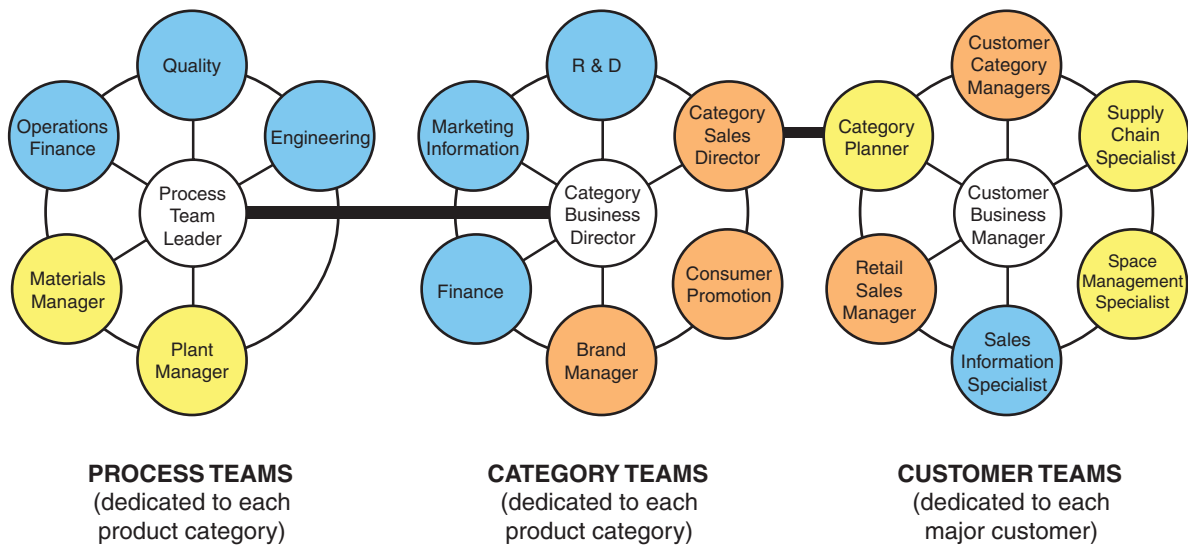 Quality
Operations
Finance
Engineering
Process
Team
Leader
Materials
Manager
Plant
Manager
R & D
Marketing
Information
Category
Sales
Director
Category
Business
Director
Finance
Consumer
Promotion
Brand
Manager
Customer
Category
Managers
Category
Planner
Supply
Chain
Specialist
Customer
Business
Manager
Retail
Sales
Manager
Space
Management
Specialist
Sales
Information
Specialist
PROCESS TEAMS
(dedicated to each
product category)
CATEGORY TEAMS
(dedicated to each
product category)
CUSTOMER TEAMS
(dedicated to each
major customer)